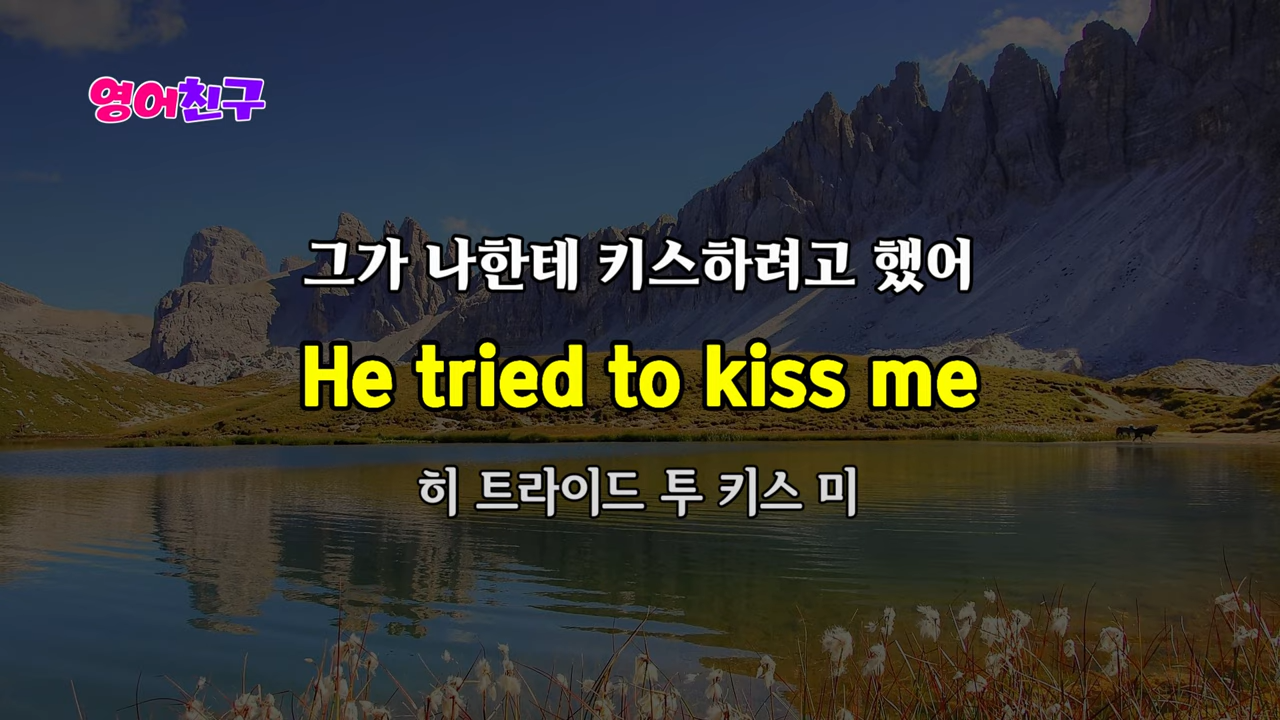 영어친구
그가 나한테 키스하려고 했어
He tried to kiss me
히 트라이드 투 키스 미